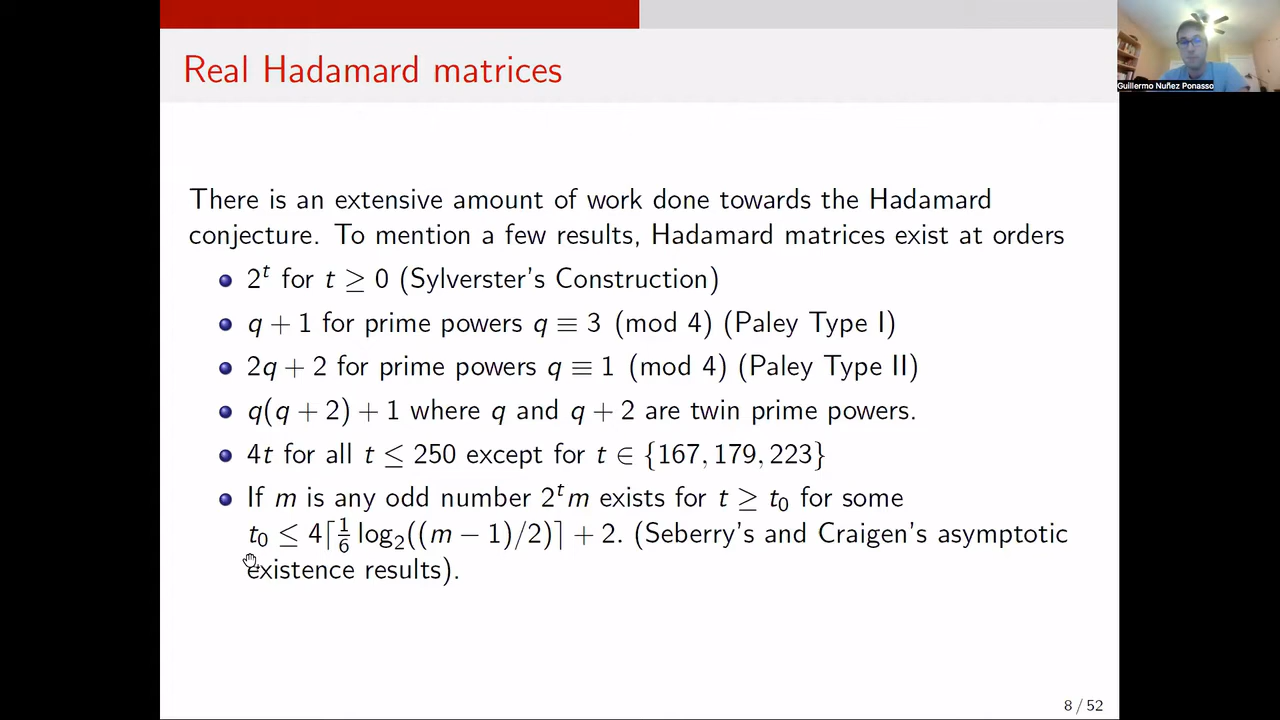 Real Hadamard matrices
Guillermo Nuñez Ponasso
There is an extensive amount of work done towards the Hadamard
conjecture. To mention a few results, Hadamard matrices exist at orders
2^t for t ≥ 0 (Sylverster's Construction)
q + 1 for prime powers q ≡ 3 (mod 4) (Paley Type I)
2q + 2 for prime powers q ≡ 1 (mod 4) (Paley Type II)
q(q + 2) + 1 where q and q + 2 are twin prime powers.
4t for all t ≤ 250 except for t ∈ {167, 179, 223}
If m is any odd number 2^t m exists for t ≥ t_0 for some
t_0 ≤ 4⌈1/6 log_2((m − 1)/2)⌉ + 2. (Seberry's and Craigen's asymptotic
existence results).
8 / 52